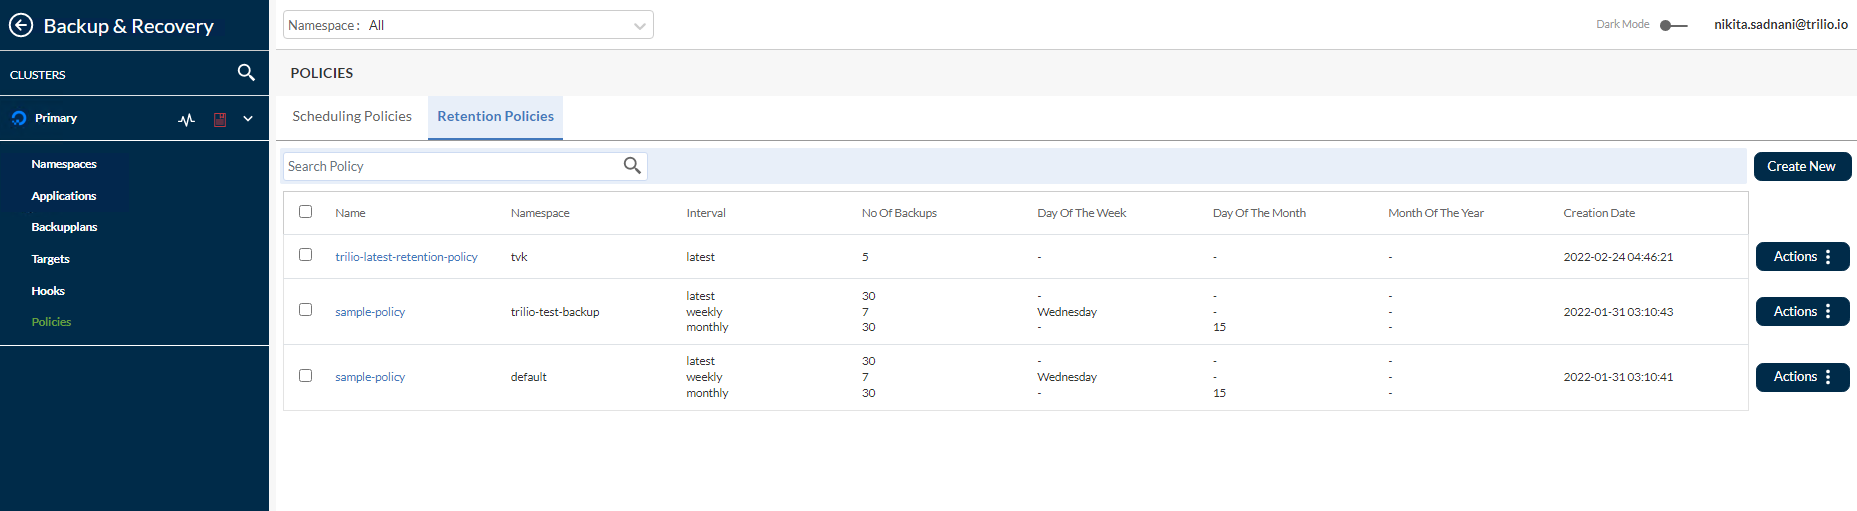 Backup & Recovery
Namespace : All
Dark Mode
nikita.sadnani@trilio.io
CLUSTERS
POLICIES
Primary
Scheduling Policies
Retention Policies
Namespaces
Applications
Backupplans
Targets
Hooks
Policies
Search Policy
Create New
Name Namespace Interval No Of Backups Day Of The Week Day Of The Month Month Of The Year Creation Date
trilio-latest-retention-policy tvk latest 5 - - - 2022-02-24 04:46:21 Actions
latest 30 - - -
sample-policy trilio-test-backup weekly 7 Wednesday - - 2022-01-31 03:10:43 Actions
monthly 30 - 15 -
latest 30 - - -
sample-policy default weekly 7 Wednesday - - 2022-01-31 03:10:41 Actions
monthly 30 - 15 -